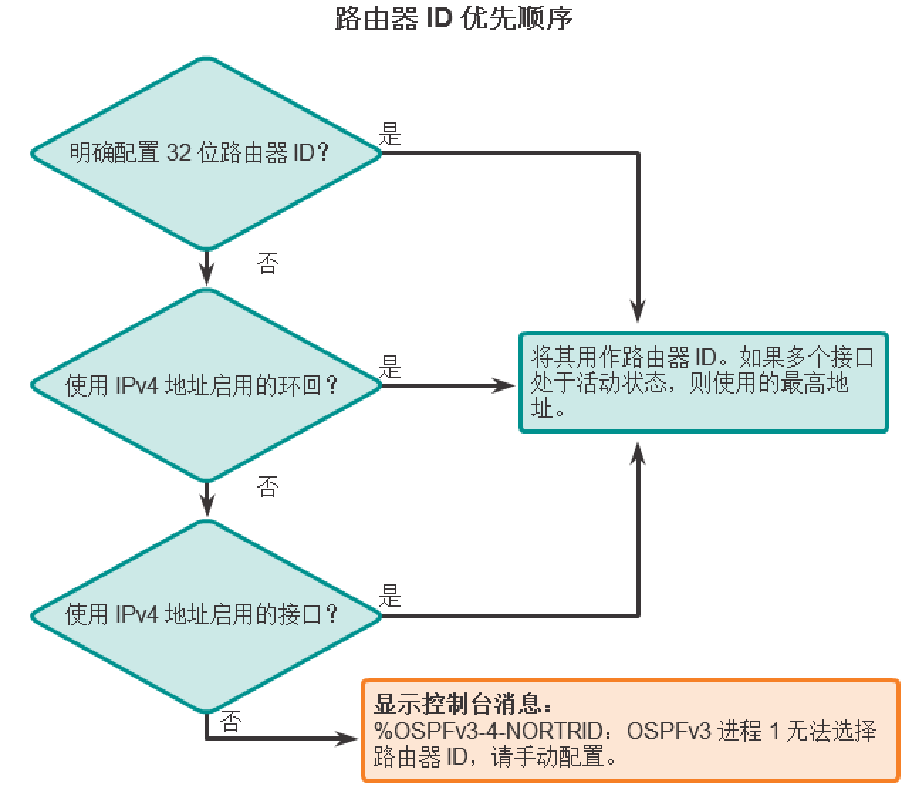 路由器 ID 优先顺序
明确配置 32 位路由器 ID？
是
否
使用 IPv4 地址启用的环回？
是
将其用作路由器 ID。如果多个接口
处于活动状态，则使用的最高地
址。
否
使用 IPv4 地址启用的接口？
是
否
显示控制台消息：
%OSPFv3-4-NORTRID：OSPFv3 进程 1 无法选择
路由器 ID，请手动配置。